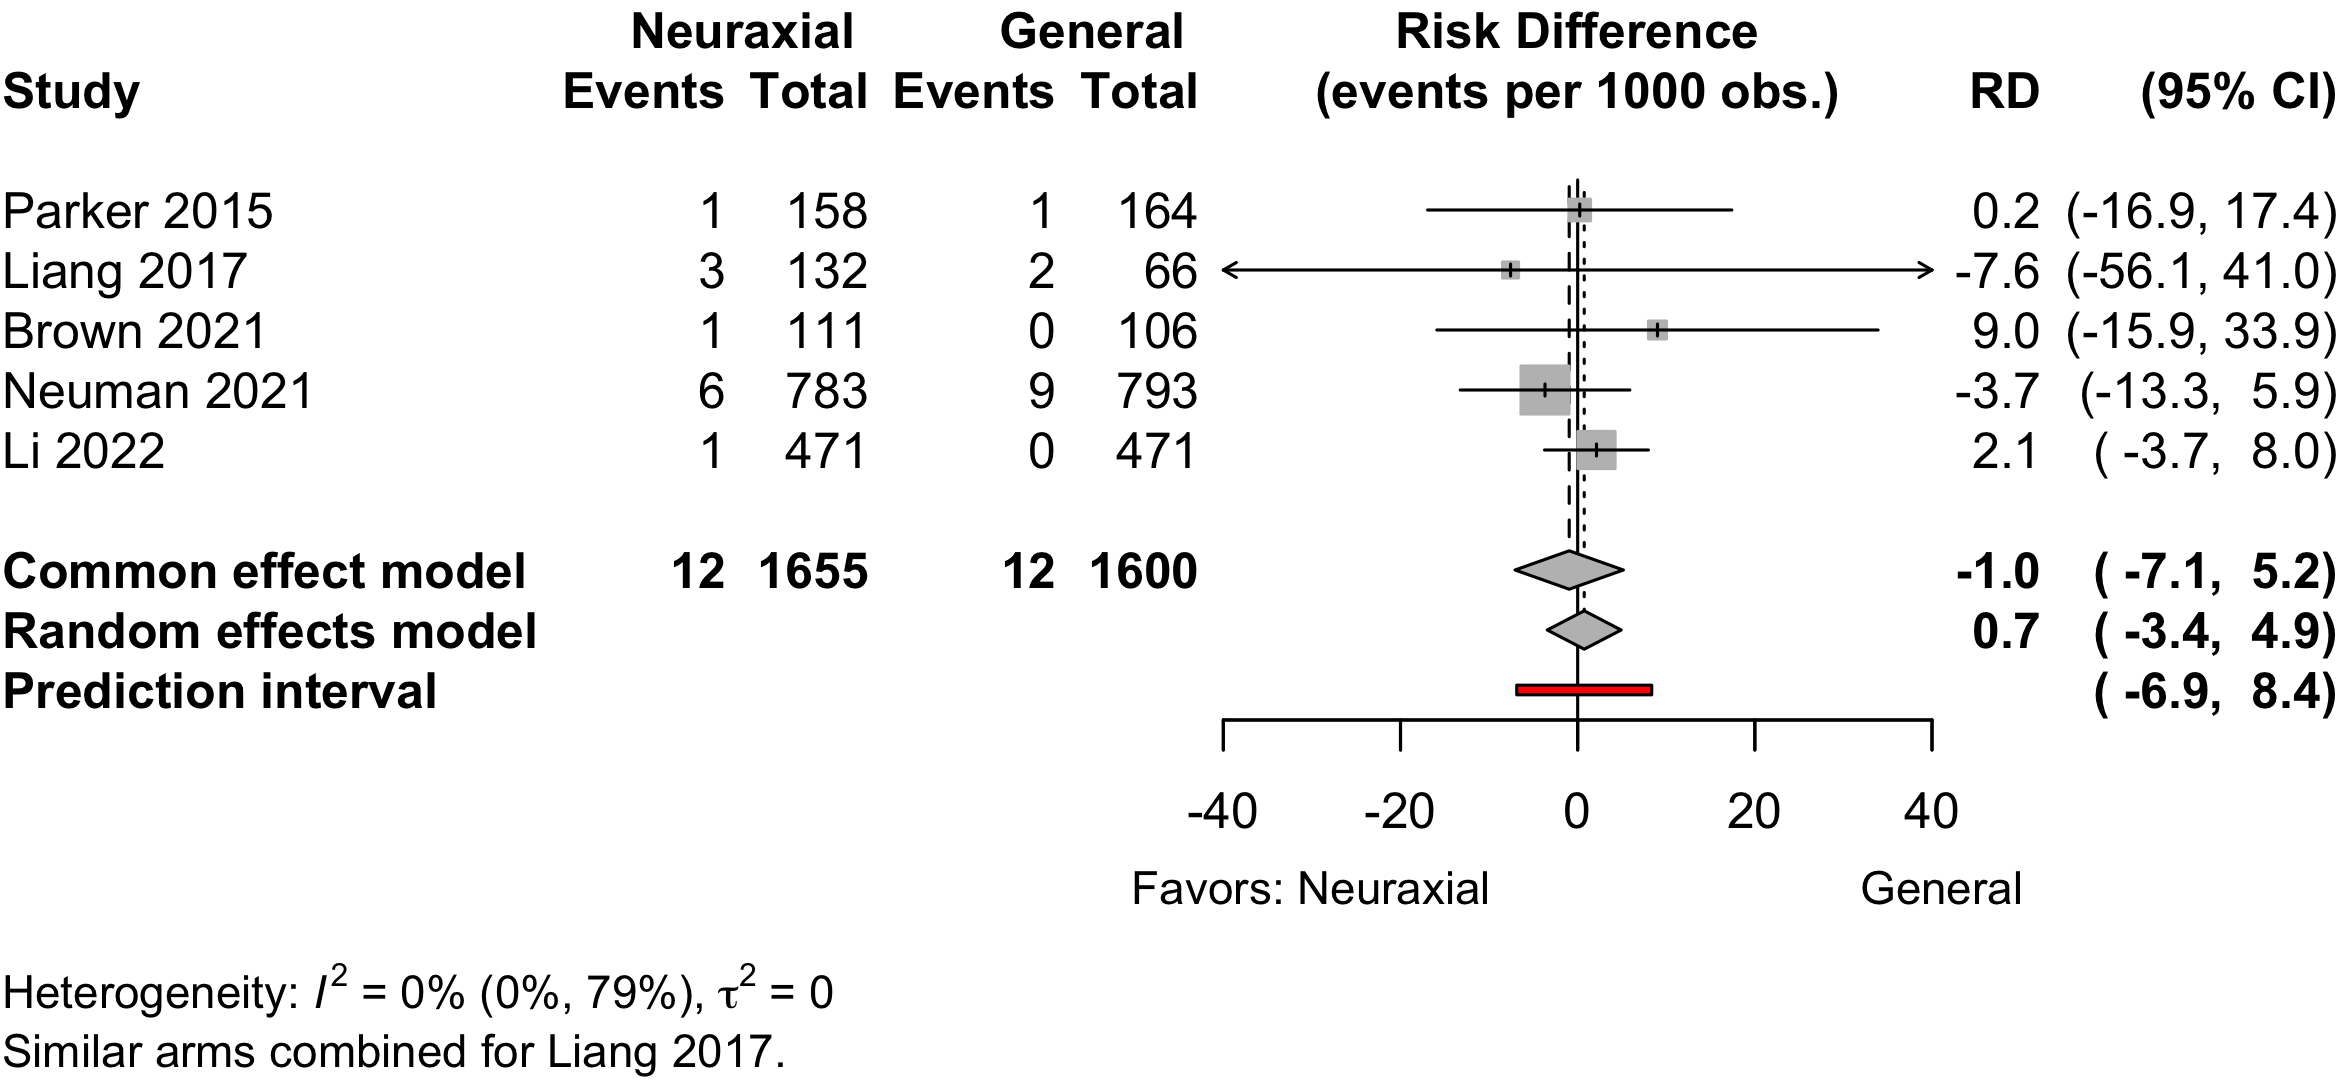 Neuraxial General Risk Difference
Study Events Total Events Total (events per 1000 obs.) RD (95% CI)
Parker 2015 1 158 1 164 0.2 (-16.9, 17.4)
Liang 2017 3 132 2 66 -7.6 (-56.1, 41.0)
Brown 2021 1 111 0 106 9.0 (-15.9, 33.9)
Neuman 2021 6 783 9 793 -3.7 (-13.3, 5.9)
Li 2022 1 471 0 471 2.1 ( -3.7, 8.0)
Common effect model 12 1655 12 1600 -1.0 ( -7.1, 5.2)
Random effects model 0.7 ( -3.4, 4.9)
Prediction interval ( -6.9, 8.4)
-40 -20 0 20 40
Favors: Neuraxial General
Heterogeneity: I² = 0% (0%, 79%), τ² = 0
Similar arms combined for Liang 2017.